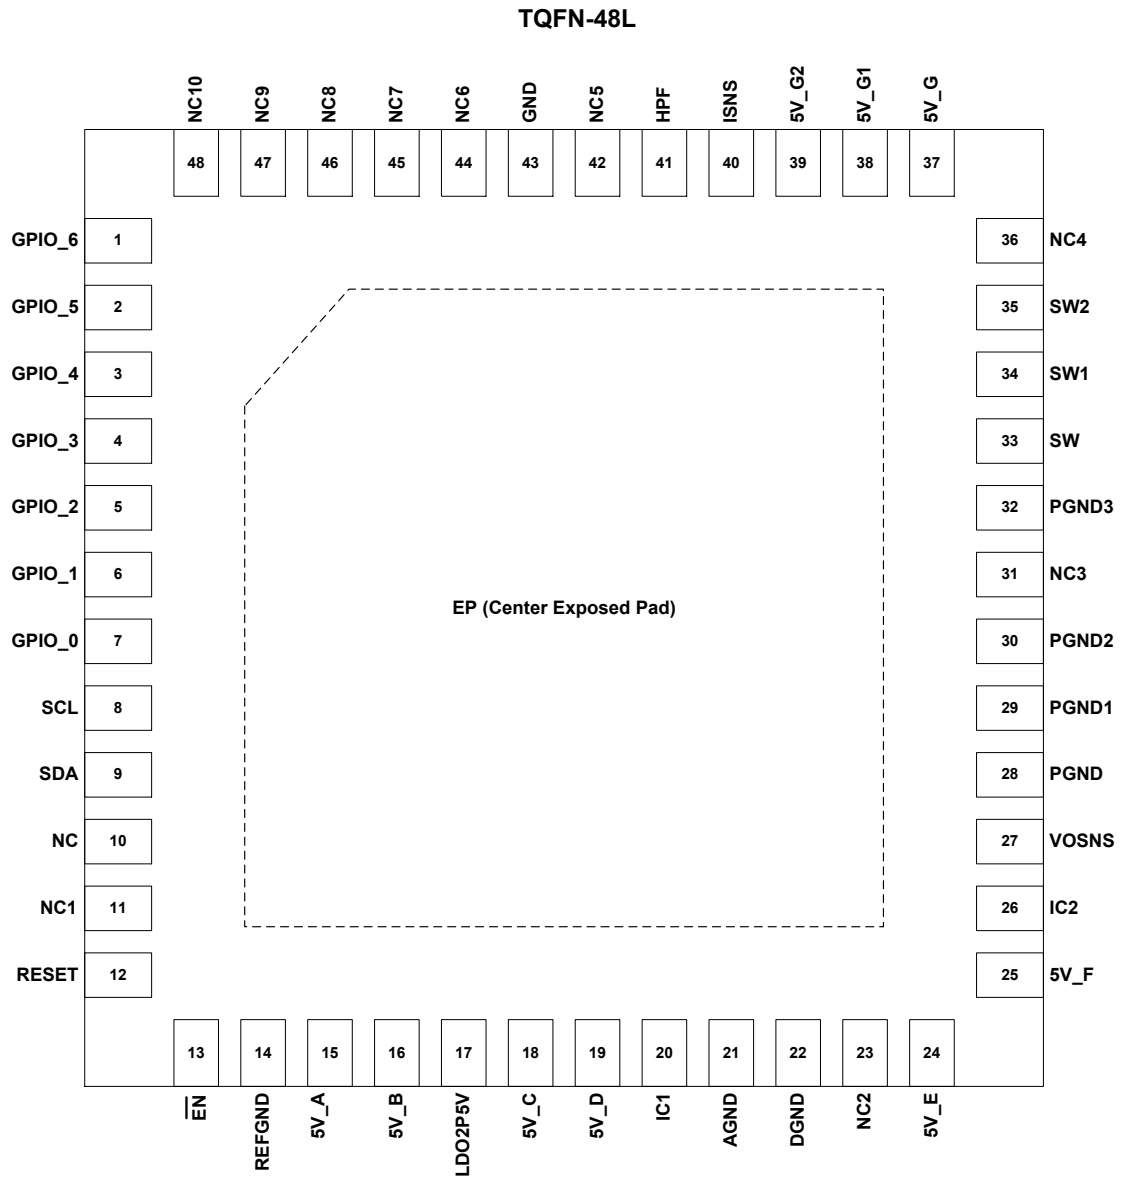 TQFN-48L
NC10 NC9 NC8 NC7 NC6 GND NC5 HPF ISNS 5V_G2 5V_G1 5V_G
48 47 46 45 44 43 42 41 40 39 38 37
GPIO_6 1 36 NC4
GPIO_5 2 35 SW2
GPIO_4 3 34 SW1
GPIO_3 4 33 SW
GPIO_2 5 32 PGND3
GPIO_1 6 31 NC3
EP (Center Exposed Pad)
GPIO_0 7 30 PGND2
SCL 8 29 PGND1
SDA 9 28 PGND
NC 10 27 VOSNS
NC1 11 26 IC2
RESET 12 25 5V_F
13 14 15 16 17 18 19 20 21 22 23 24
EN REFGND 5V_A 5V_B LDO2P5V 5V_C 5V_D IC1 AGND DGND NC2 5V_E